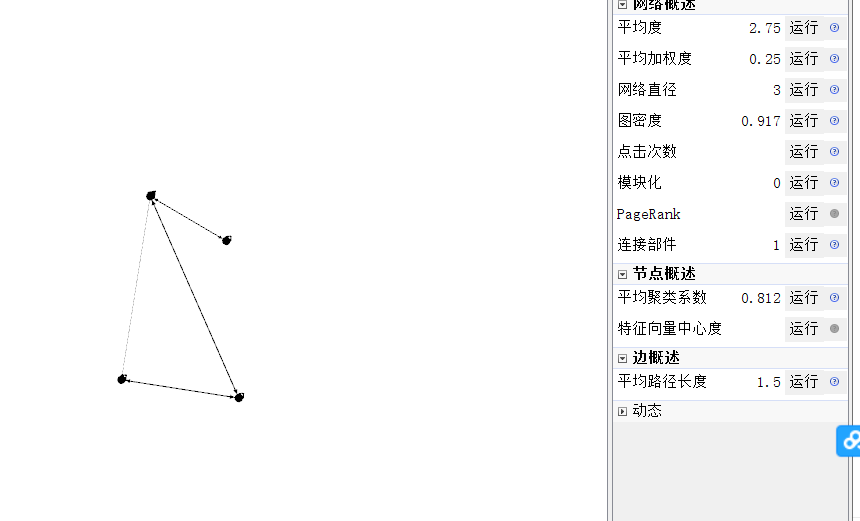 网络概述
平均度 2.75 运行
平均加权度 0.25 运行
网络直径 3 运行
图密度 0.917 运行
点击次数 运行
模块化 0 运行
PageRank 运行
连接部件 1 运行
节点概述
平均聚类系数 0.812 运行
特征向量中心度 运行
边概述
平均路径长度 1.5 运行
动态